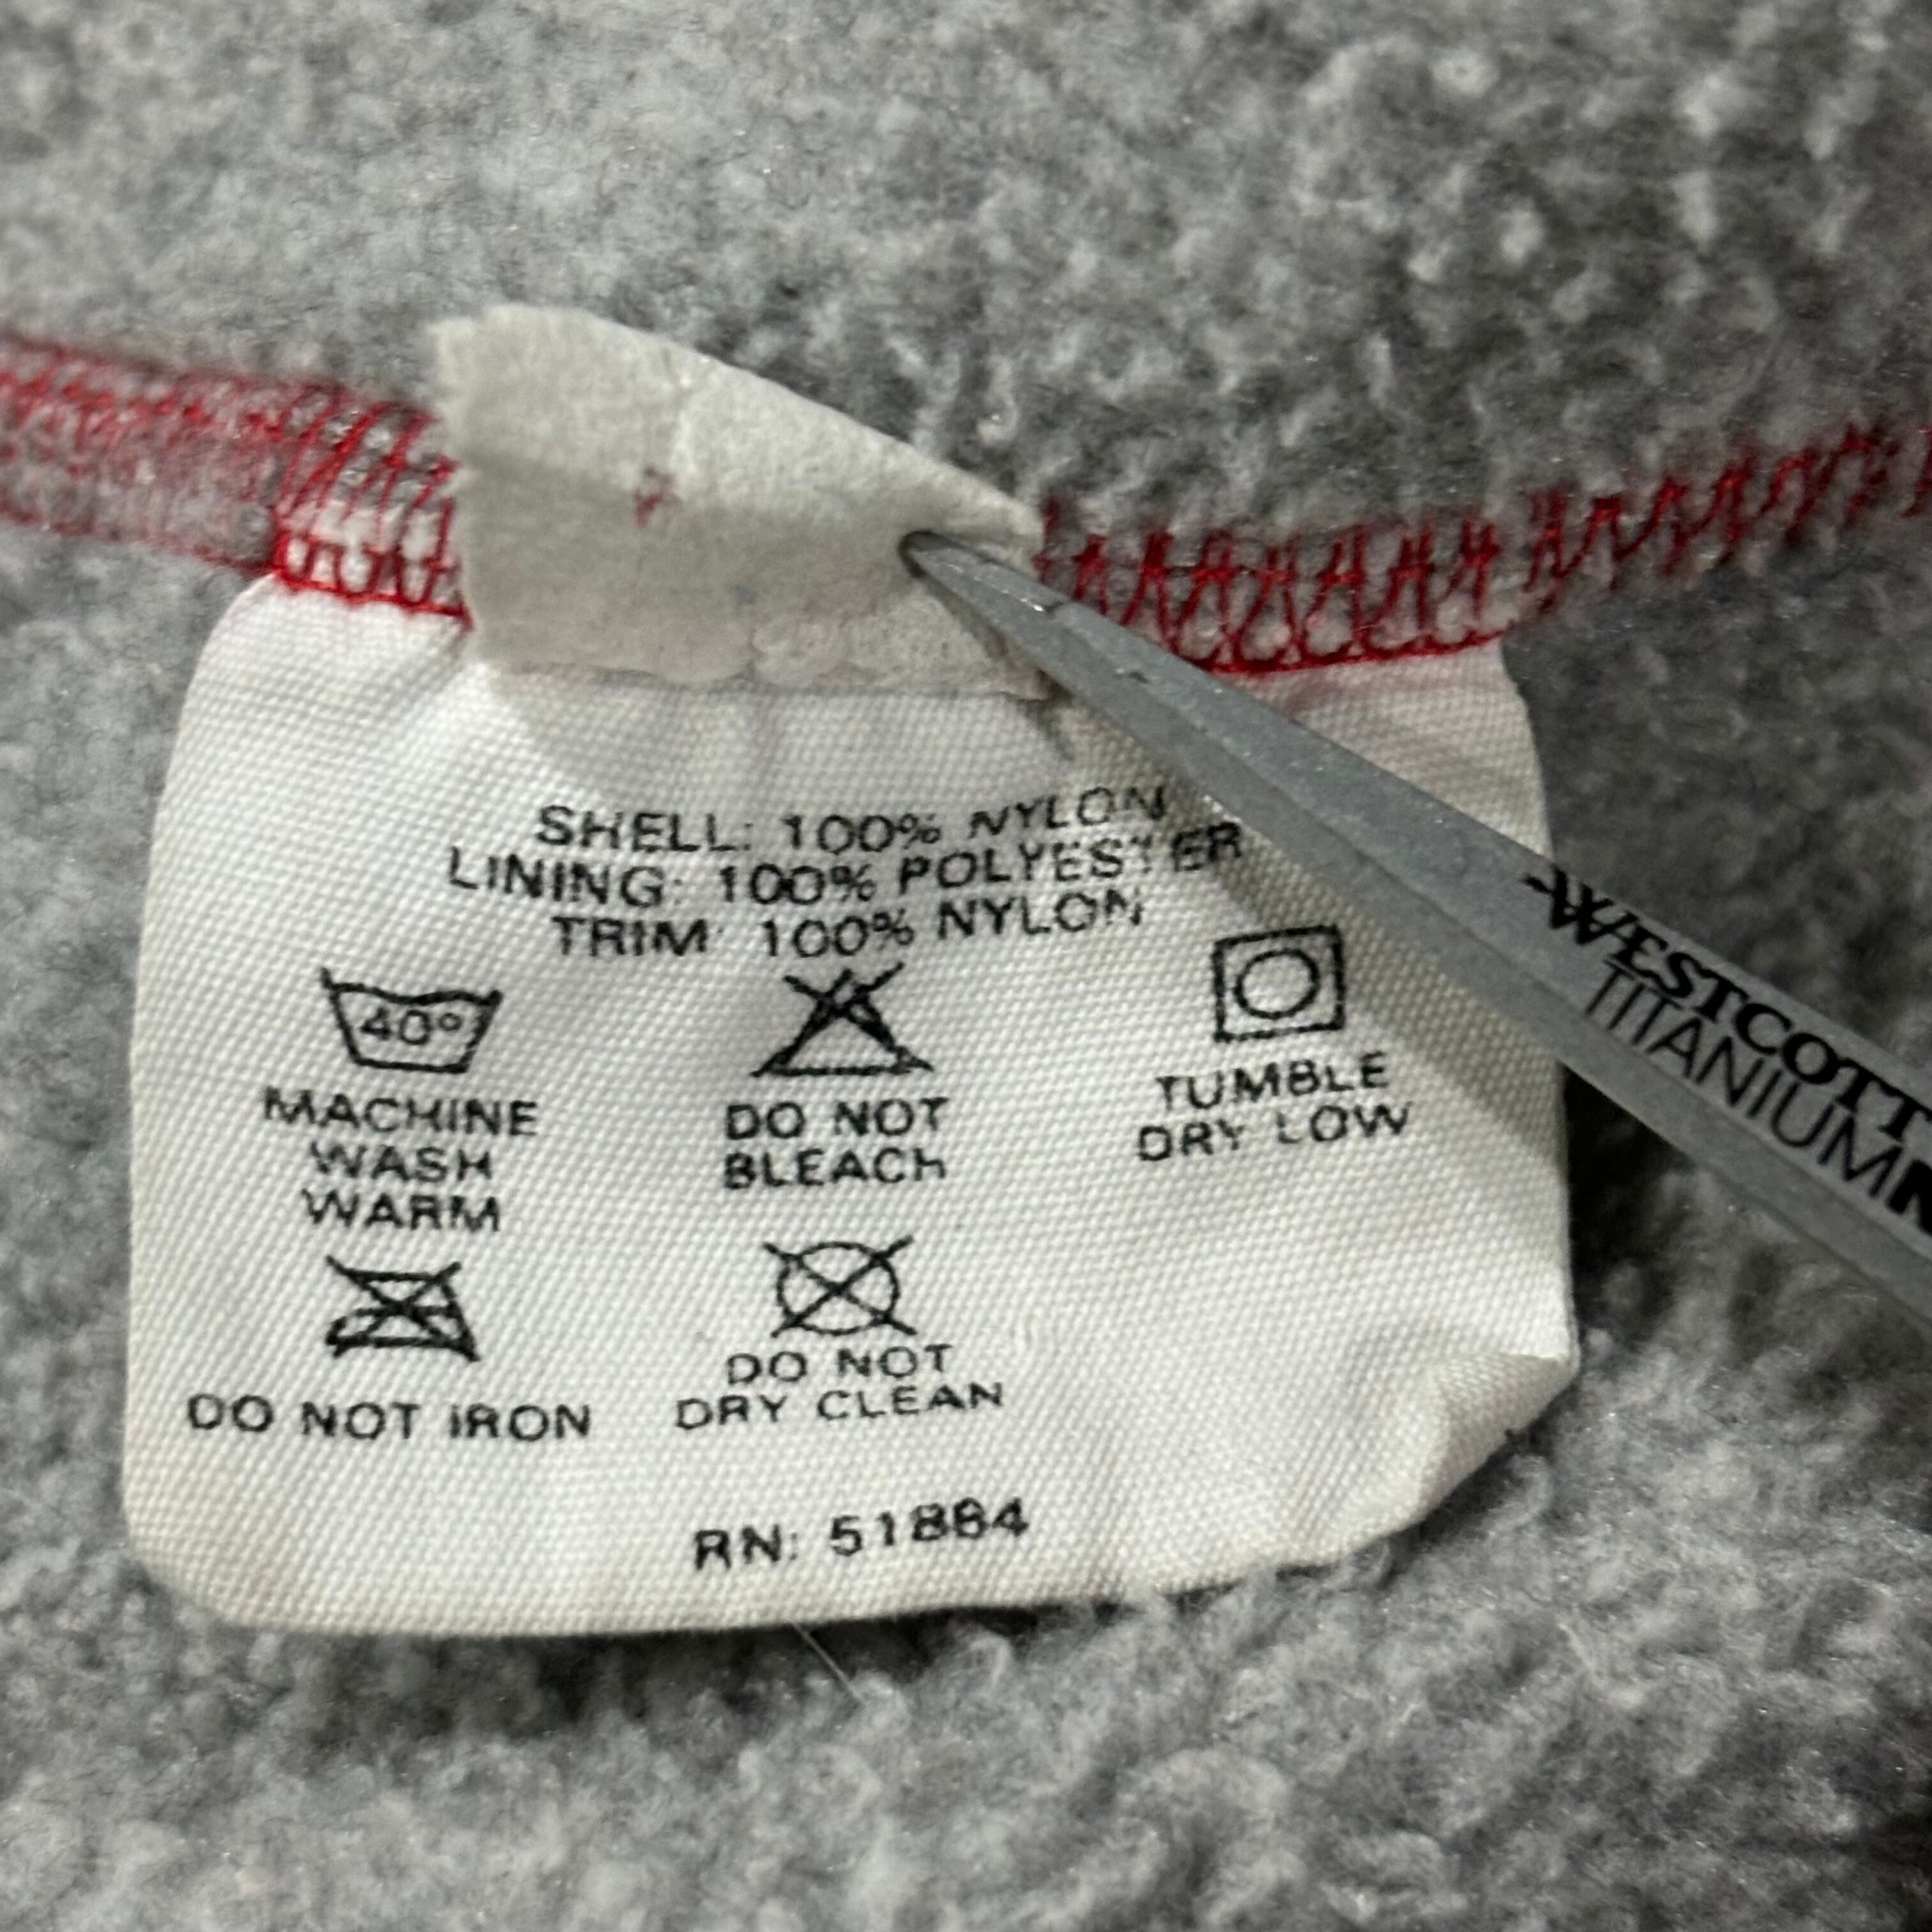 SHELL: 100% NYLON
LINING: 100% POLYESTER
TRIM: 100% NYLON
40°
MACHINE
WASH
WARM
DO NOT
BLEACH
TUMBLE
DRY LOW
DO NOT IRON
DO NOT
DRY CLEAN
RN: 51884
WESTCOTT
TITANIUM